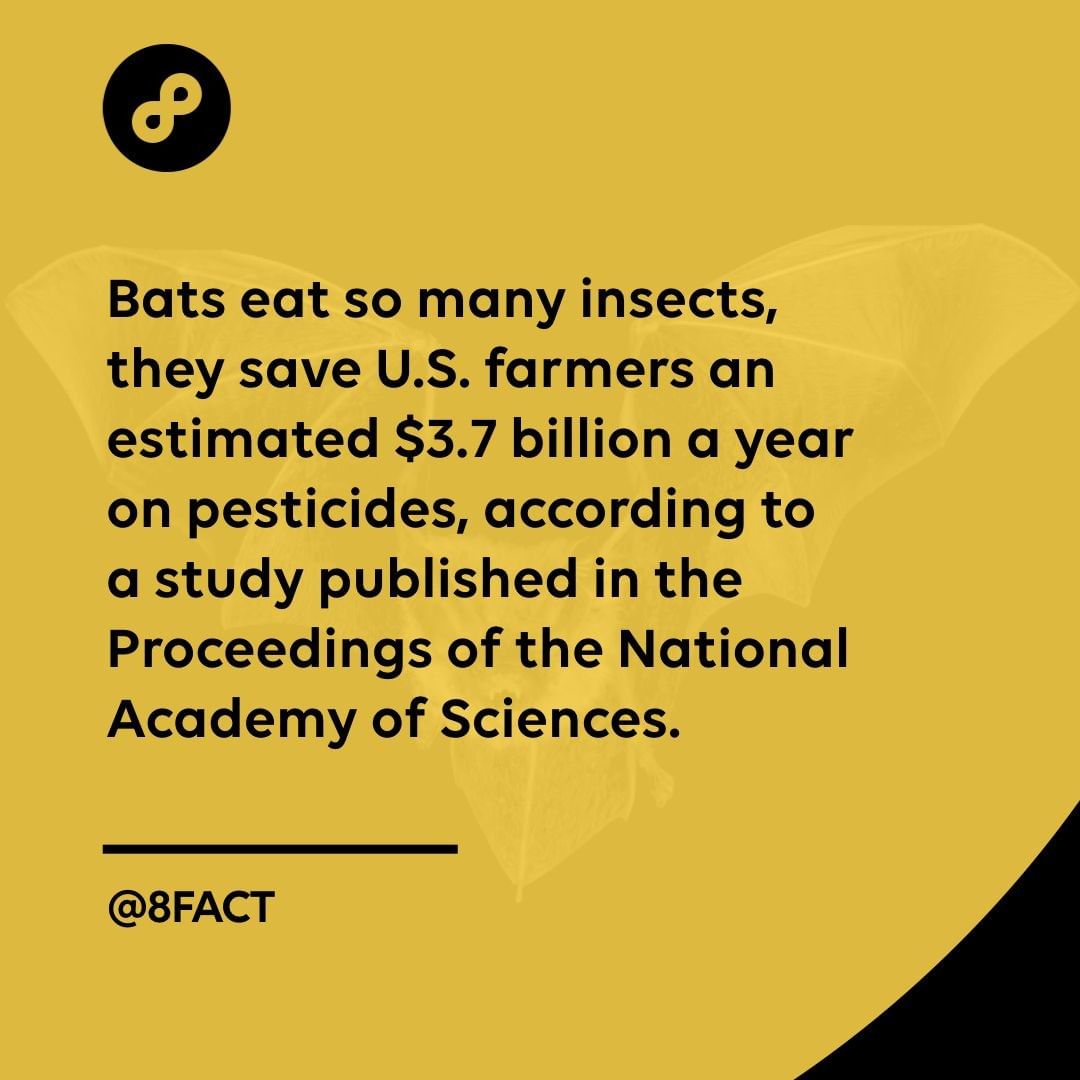 Bats eat so many insects,
they save U.S. farmers an
estimated $3.7 billion a year
on pesticides, according to
a study published in the
Proceedings of the National
Academy of Sciences.
@8FACT